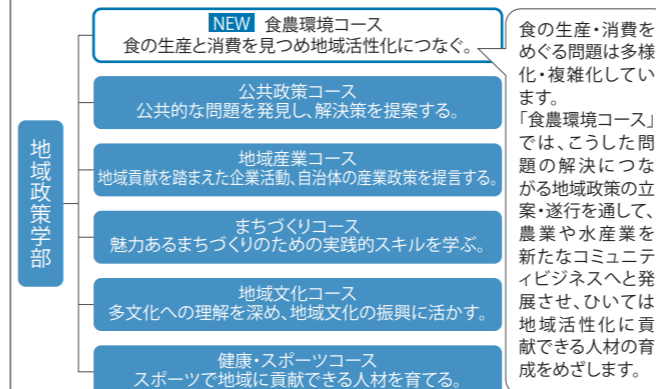 地域政策学部
NEW 食農環境コース
食の生産と消費を見つめ地域活性化につなぐ。
公共政策コース
公共的な問題を発見し、解決策を提案する。
地域産業コース
地域貢献を踏まえた企業活動、自治体の産業政策を提言する。
まちづくりコース
魅力あるまちづくりのための実践的スキルを学ぶ。
地域文化コース
多文化への理解を深め、地域文化の振興に活かす。
健康・スポーツコース
スポーツで地域に貢献できる人材を育てる。
食の生産・消費を
めぐる問題は多様
化・複雑化してい
ます。
「食農環境コース」
では、こうした問
題の解決につな
がる地域政策の立
案・遂行を通して、
農業や水産業を
新たなコミュニテ
ィビジネスへと発
展させ、ひいては
地域活性化に貢
献できる人材の育
成をめざします。